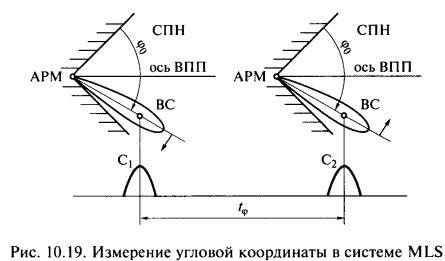 СПН
φ₀
АРМ
ось ВПП
ВС
C₁
СПН
φ₀
АРМ
ось ВПП
ВС
C₂
tφ
Рис. 10.19. Измерение угловой координаты в системе MLS